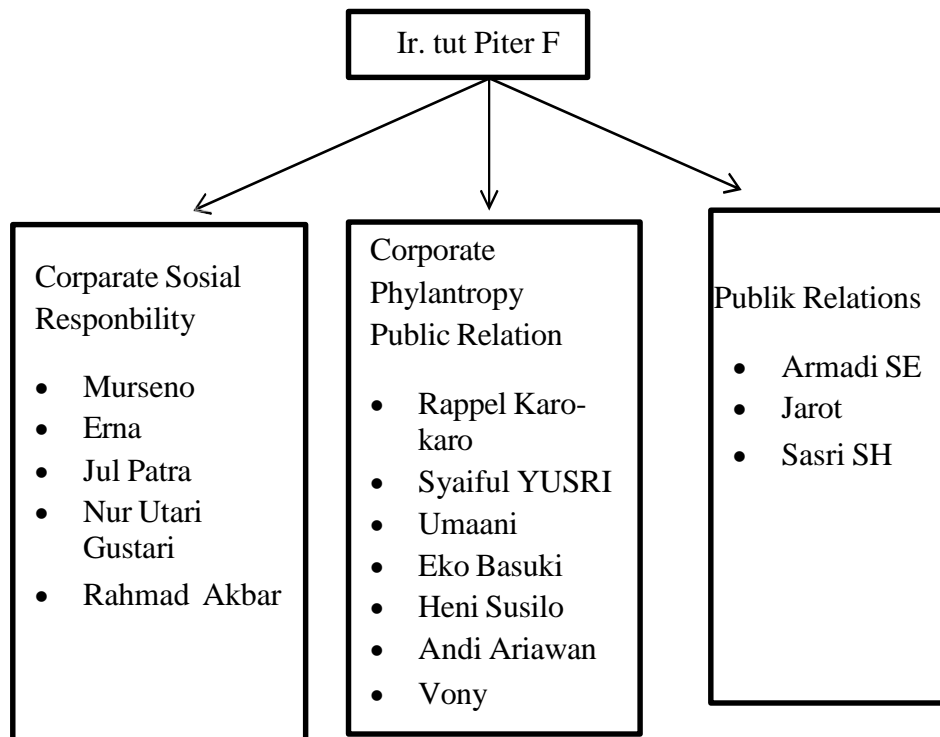 Ir. tut Piter F
Corparate Sosial
Responbility
• Murseno
• Erna
• Jul Patra
• Nur Utari
Gustari
• Rahmad Akbar
Corporate
Phylantropy
Public Relation
• Rappel Karo-
karo
• Syaiful YUSRI
• Umaani
• Eko Basuki
• Heni Susilo
• Andi Ariawan
• Vony
Publik Relations
• Armadi SE
• Jarot
• Sasri SH